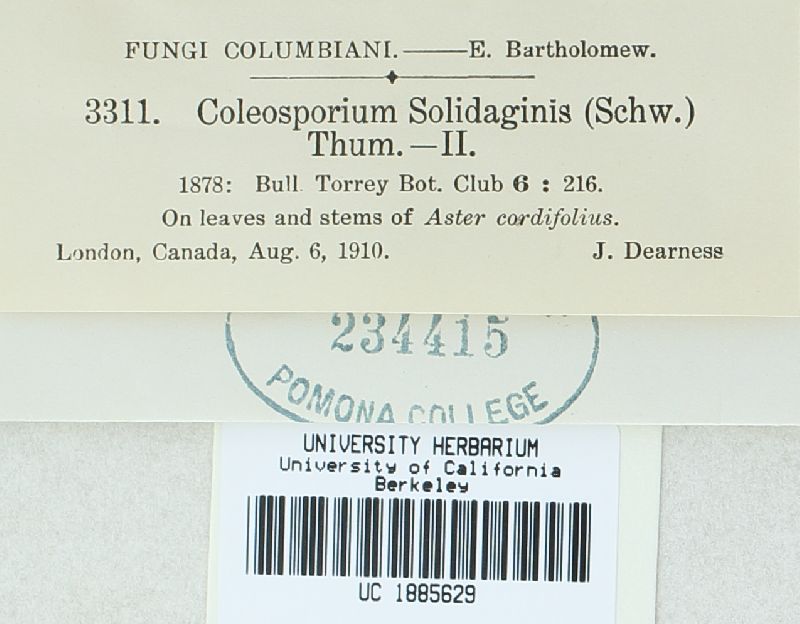 FUNGI COLUMBIANI.——E. Bartholomew.
3311. Coleosporium Solidaginis (Schw.)
Thum.—II.
1878: Bull. Torrey Bot. Club 6 : 216.
On leaves and stems of Aster cordifolius.
London, Canada, Aug. 6, 1910. J. Dearness
234415
POMONA COLLEGE
UNIVERSITY HERBARIUM
University of California
Berkeley
UC 1885629